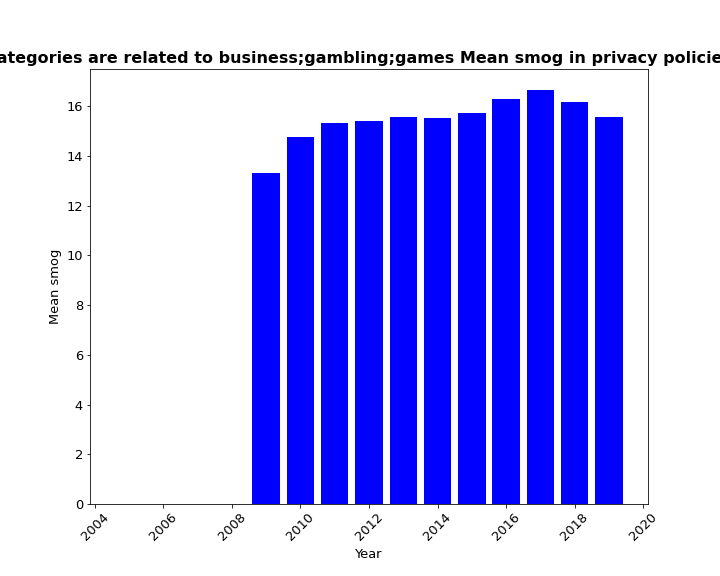 ategories are related to business;gambling;games Mean smog in privacy policie
16
14
12
10
8
6
4
2
0
Mean smog
2004 2006 2008 2010 2012 2014 2016 2018 2020
Year